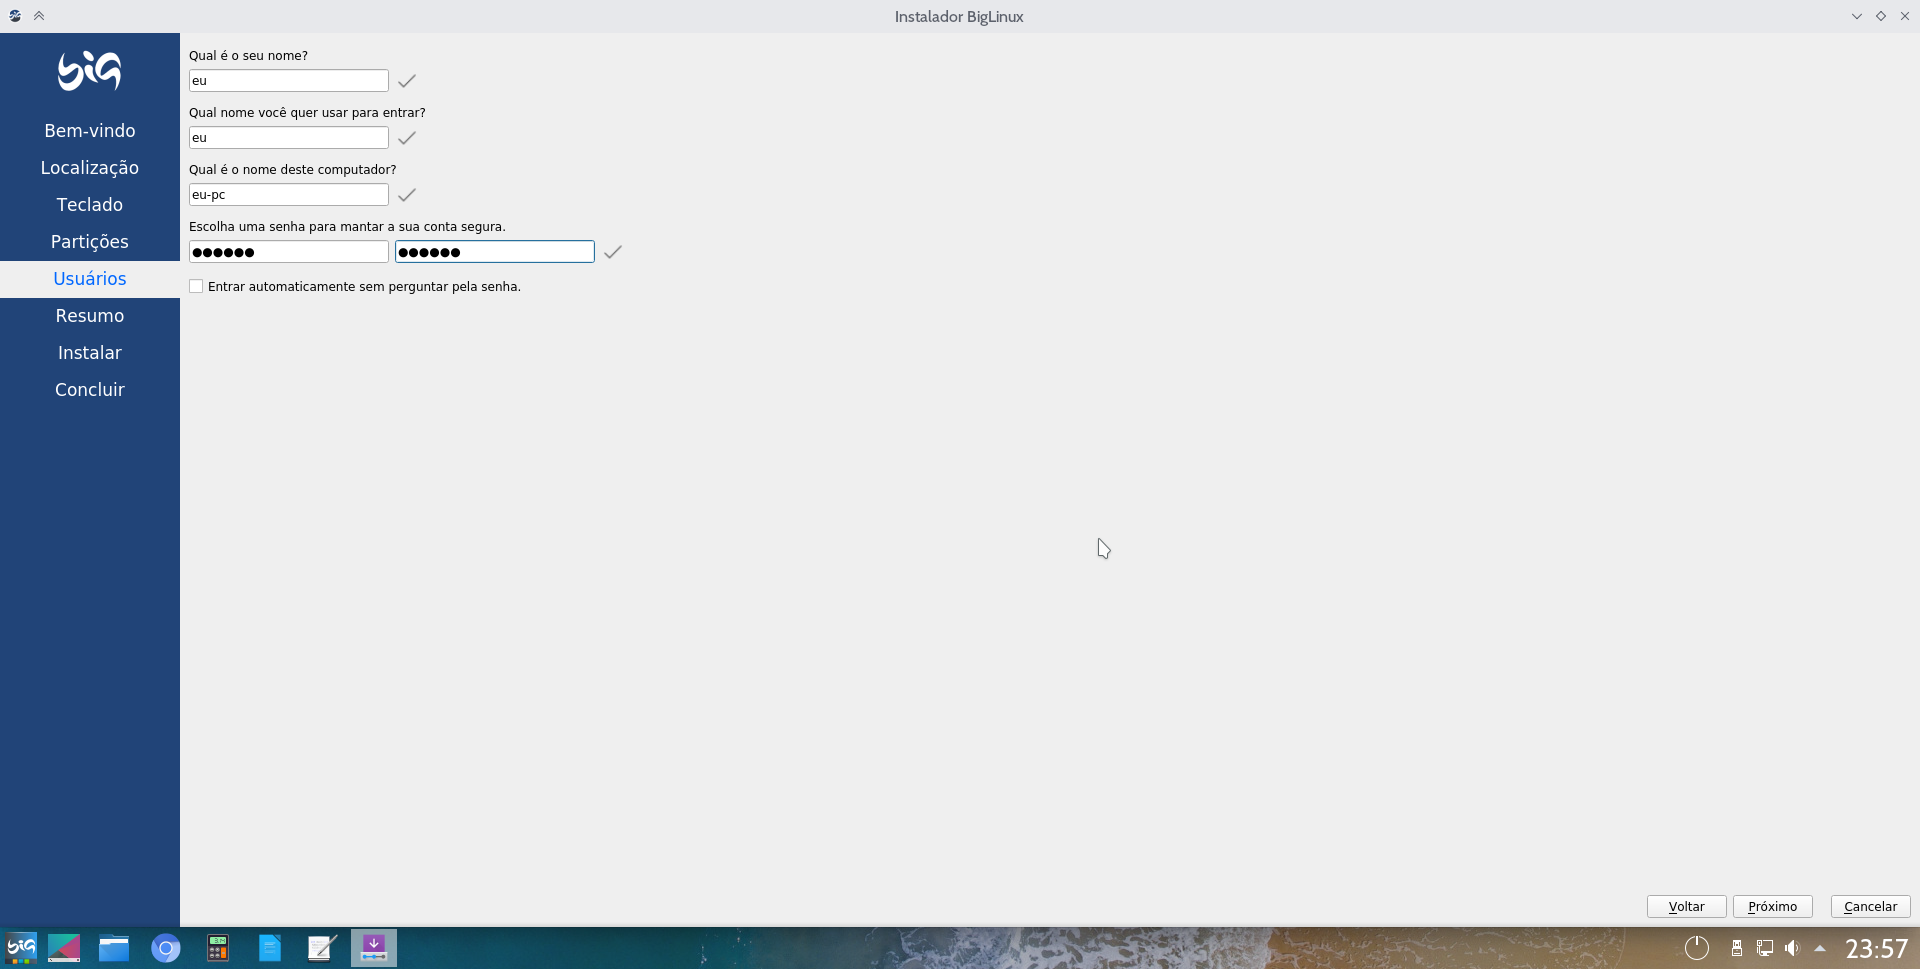 Instalador BigLinux
big
Bem-vindo
Localização
Teclado
Partições
Usuários
Resumo
Instalar
Concluir
Qual é o seu nome?
eu
Qual nome você quer usar para entrar?
eu
Qual é o nome deste computador?
eu-pc
Escolha uma senha para mantar a sua conta segura.
●●●●●● ●●●●●●
Entrar automaticamente sem perguntar pela senha.
Voltar Próximo Cancelar
big
23:57